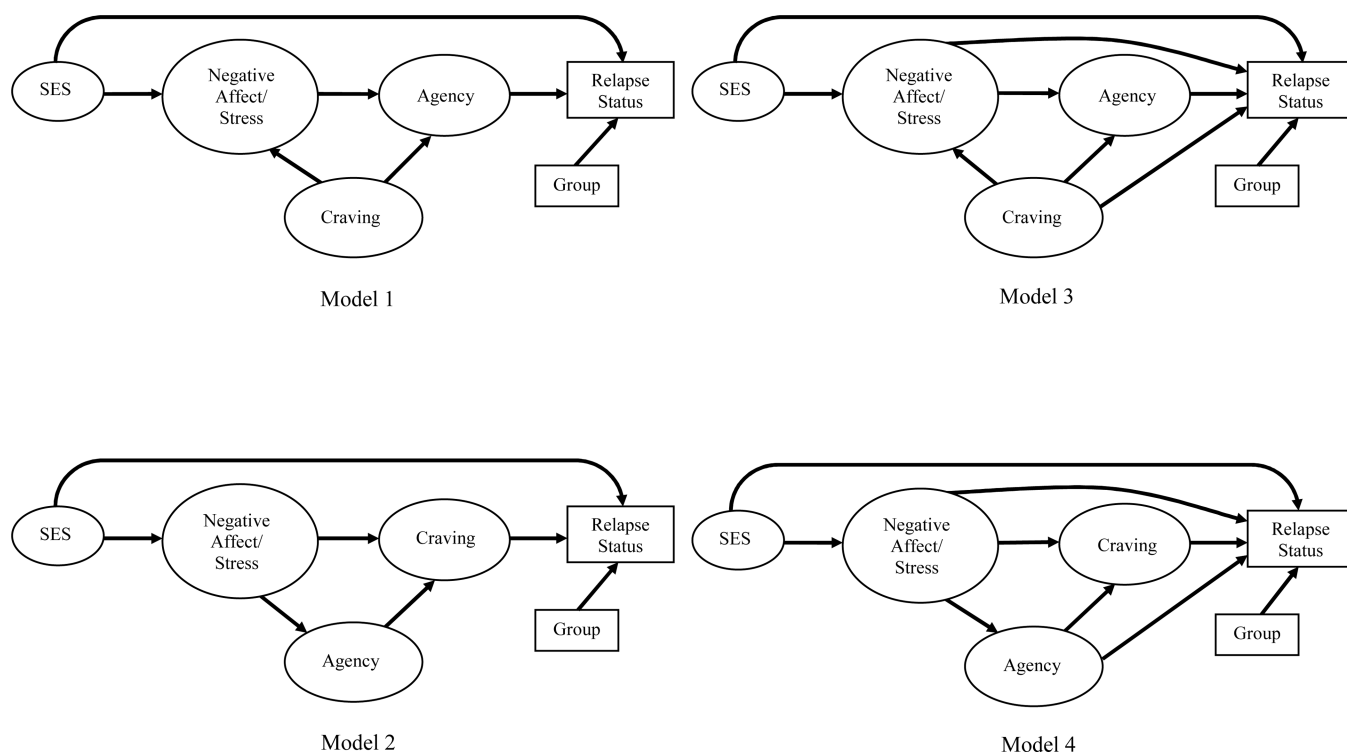 SES
Negative
Affect/
Stress
Agency
Relapse
Status
Group
Craving
Model 1
SES
Negative
Affect/
Stress
Agency
Relapse
Status
Group
Craving
Model 3
SES
Negative
Affect/
Stress
Craving
Relapse
Status
Group
Agency
Model 2
SES
Negative
Affect/
Stress
Craving
Relapse
Status
Group
Agency
Model 4